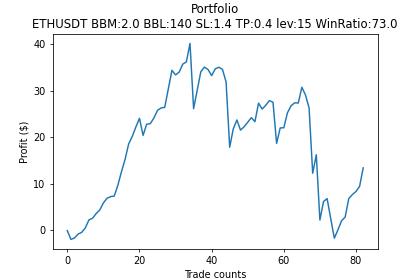 Portfolio
ETHUSDT BBM:2.0 BBL:140 SL:1.4 TP:0.4 lev:15 WinRatio:73.0
40
30
20
10
0
Profit ($)
0 20 40 60 80
Trade counts